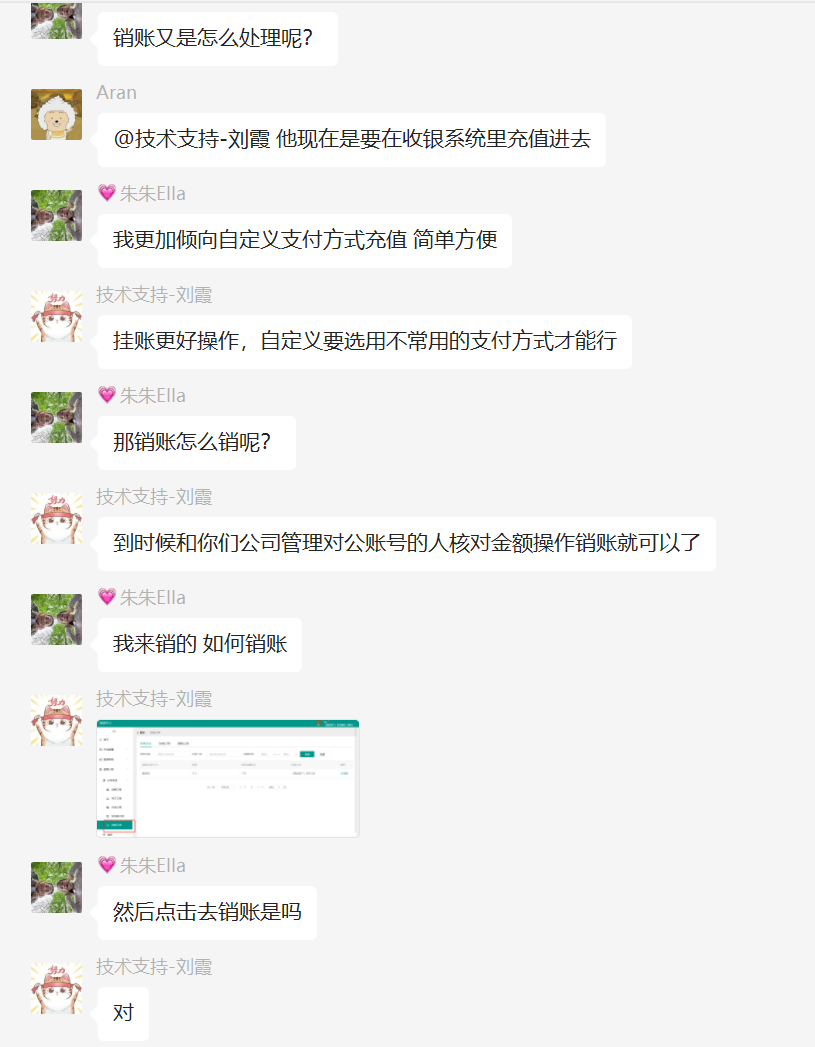 销账又是怎么处理呢？
Aran
@技术支持-刘霞 他现在是要在收银系统里充值进去
朱朱Ella
我更加倾向自定义支付方式充值 简单方便
技术支持-刘霞
挂账更好操作，自定义要选用不常用的支付方式才能行
朱朱Ella
那销账怎么销呢？
技术支持-刘霞
到时候和你们公司管理对公账号的人核对金额操作销账就可以了
朱朱Ella
我来销的 如何销账
技术支持-刘霞
朱朱Ella
然后点击去销账是吗
技术支持-刘霞
对